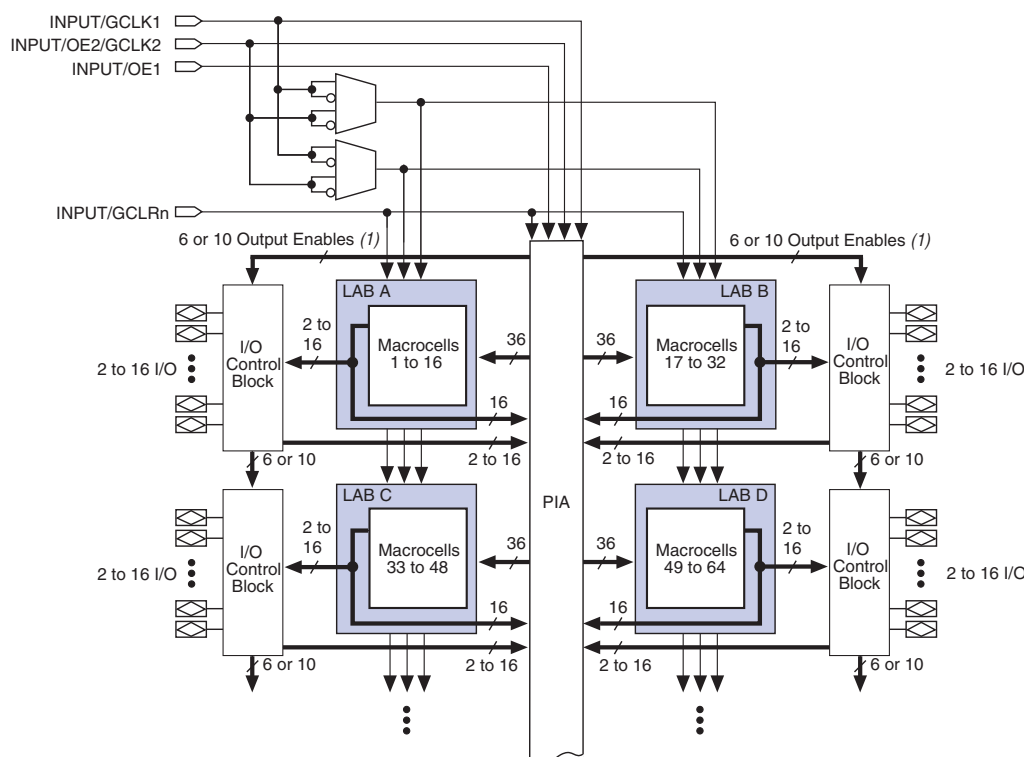 INPUT/GCLK1
INPUT/OE2/GCLK2
INPUT/OE1
INPUT/GCLRn
6 or 10 Output Enables (1)
6 or 10 Output Enables (1)
LAB A
LAB B
I/O
Control
Block
2 to
16
Macrocells
1 to 16
36
36
Macrocells
17 to 32
2 to
16
I/O
Control
Block
2 to 16 I/O
2 to 16 I/O
16
16
2 to 16
2 to 16
6 or 10
6 or 10
LAB C
PIA
LAB D
I/O
Control
Block
2 to
16
Macrocells
33 to 48
36
36
Macrocells
49 to 64
2 to
16
I/O
Control
Block
2 to 16 I/O
2 to 16 I/O
16
16
2 to 16
2 to 16
6 or 10
6 or 10